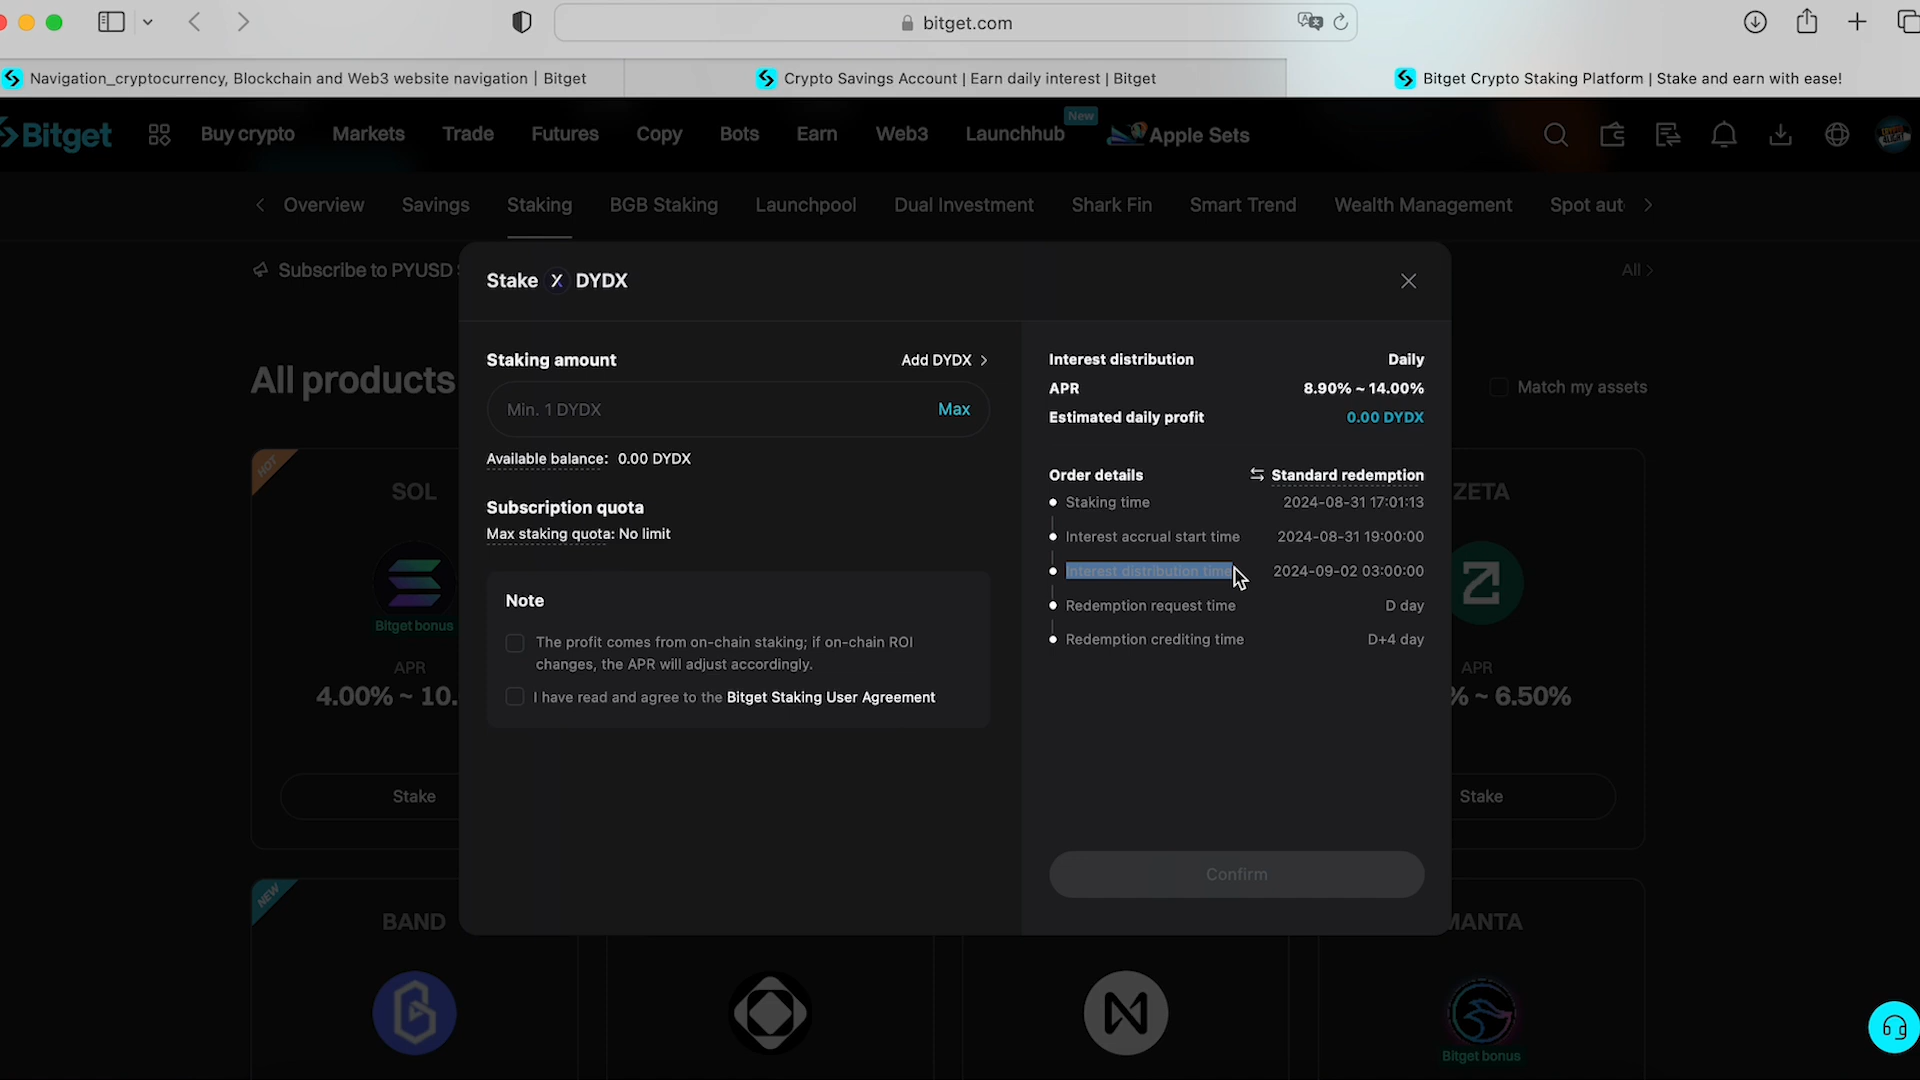 bitget.com
Navigation_cryptocurrency, Blockchain and Web3 website navigation | Bitget
Crypto Savings Account | Earn daily interest | Bitget
Bitget Crypto Staking Platform | Stake and earn with ease!
Bitget
Buy crypto
Markets
Trade
Futures
Copy
Bots
Earn
Web3
Launchhub
New
Apple Sets
Overview
Savings
Staking
BGB Staking
Launchpool
Dual Investment
Shark Fin
Smart Trend
Wealth Management
Spot aut
Subscribe to PYUSD
All
Stake DYDX
All products
Match my assets
Staking amount
Add DYDX
Min. 1 DYDX
Max
Available balance: 0.00 DYDX
Subscription quota
Max staking quota: No limit
Note
The profit comes from on-chain staking; if on-chain ROI
changes, the APR will adjust accordingly.
I have read and agree to the Bitget Staking User Agreement
Interest distribution Daily
APR 8.90% ~ 14.00%
Estimated daily profit 0.00 DYDX
Order details Standard redemption
Staking time 2024-08-31 17:01:13
Interest accrual start time 2024-08-31 19:00:00
Interest distribution time 2024-09-02 03:00:00
Redemption request time D day
Redemption crediting time D+4 day
Confirm
HOT
SOL
Bitget bonus
APR
4.00% ~ 10.
Stake
ZETA
APR
% ~ 6.50%
Stake
NEW
BAND
MANTA
Bitget bonus